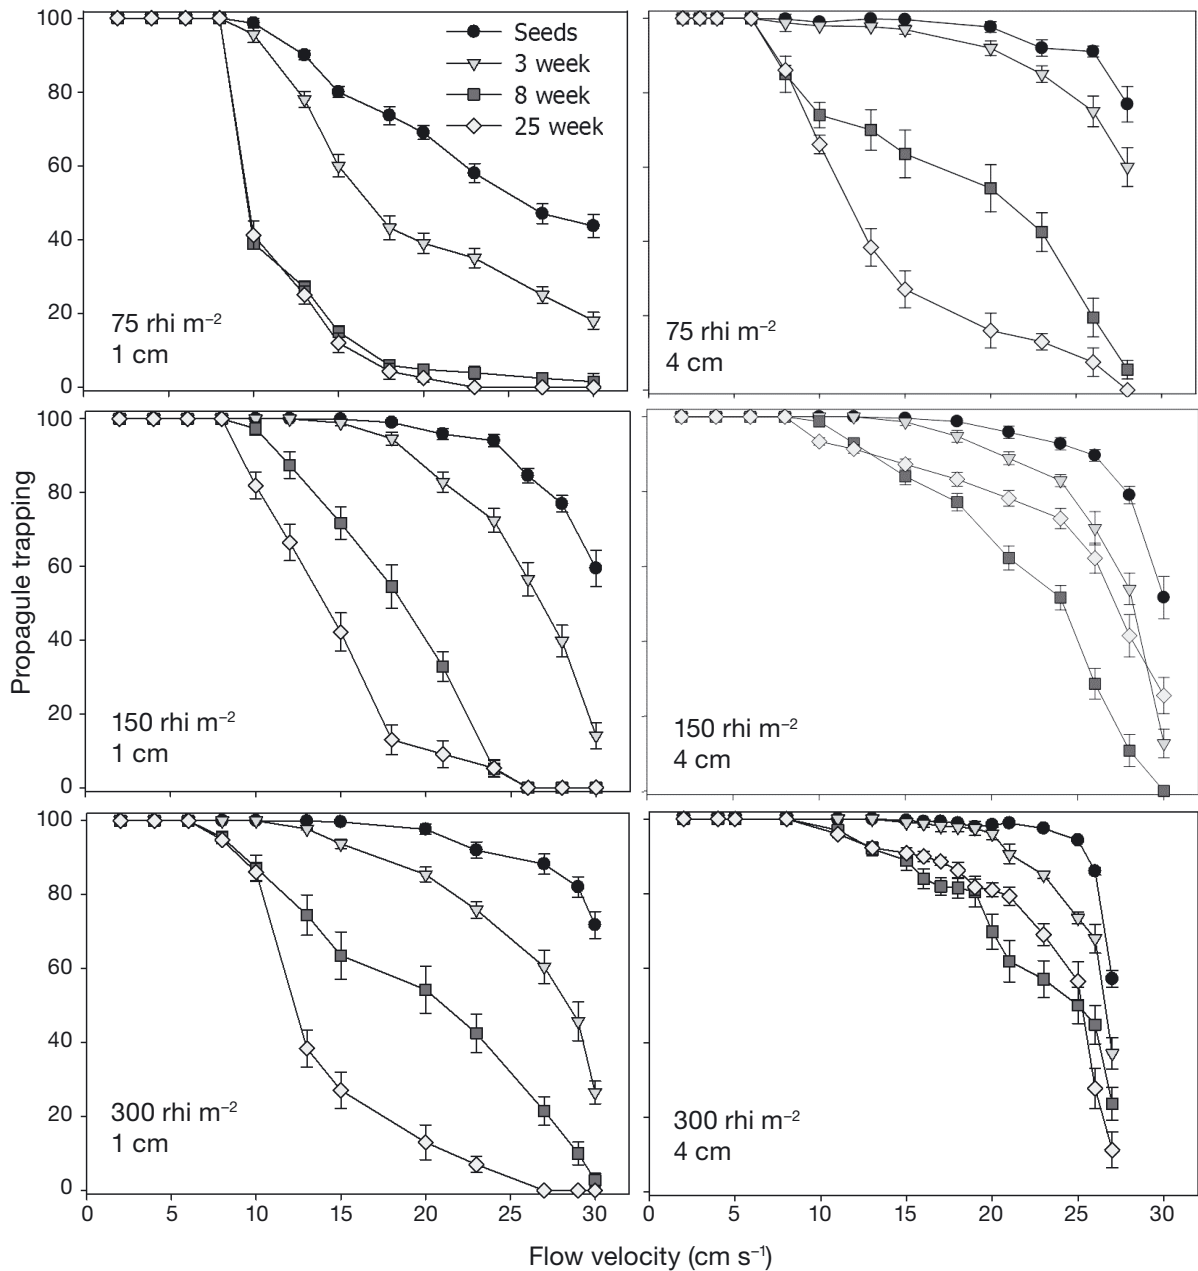 100
80
60
40
20
0
Seeds
3 week
8 week
25 week
75 rhi m⁻²
1 cm
75 rhi m⁻²
4 cm
Propagule trapping
100
80
60
40
20
0
150 rhi m⁻²
1 cm
150 rhi m⁻²
4 cm
100
80
60
40
20
0
300 rhi m⁻²
1 cm
300 rhi m⁻²
4 cm
0 5 10 15 20 25 30
0 5 10 15 20 25 30
Flow velocity (cm s⁻¹)